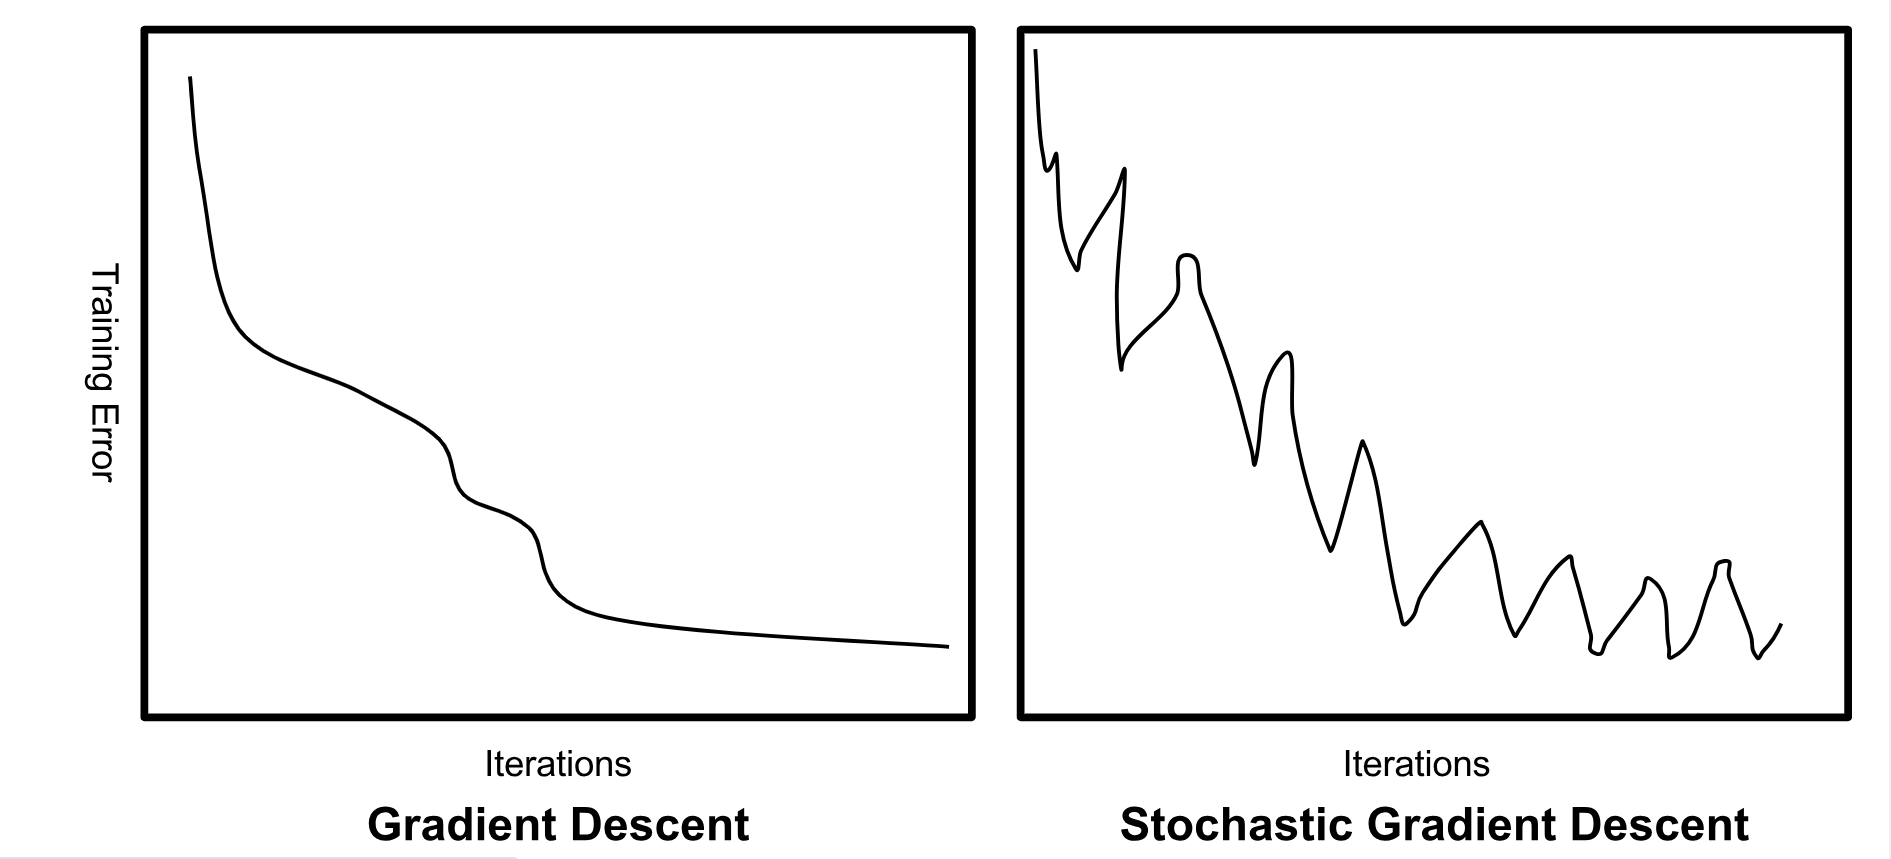 Training Error
Iterations
Gradient Descent
Iterations
Stochastic Gradient Descent